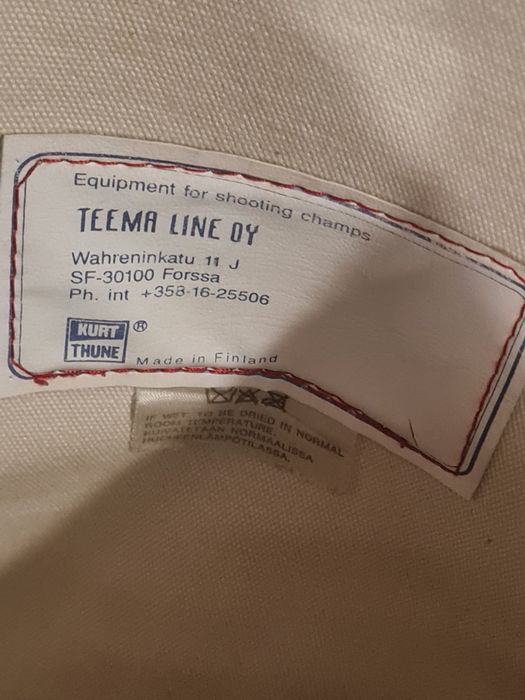 Equipment for shooting champs
TEEMA LINE OY
Wahreninkatu 11 J
SF-30100 Forssa
Ph. int +358-16-25506
KURT ®
THUNE
Made in Finland
IF WET, TO BE DRIED IN NORMAL
ROOM TEMPERATURE.
KUIVATETAAN NORMAALISSA
HUONEENLÄMPÖTILASSA.